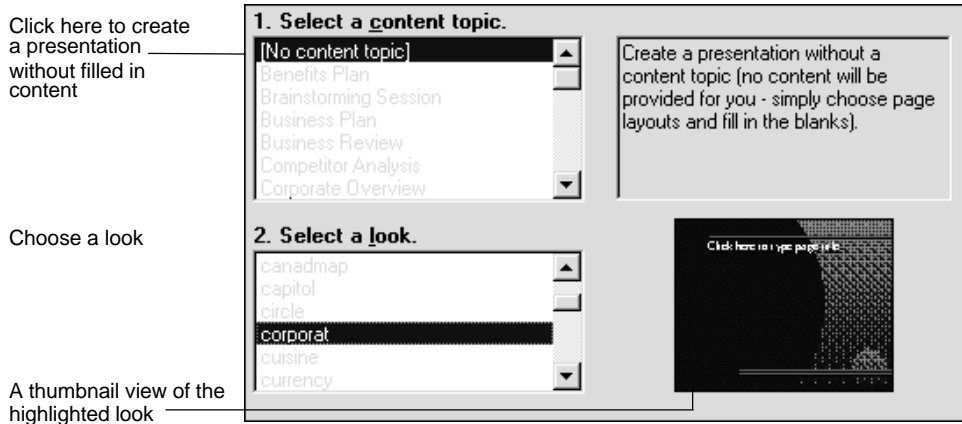 Click here to create
a presentation
without filled in
content
1. Select a content topic.
[No content topic]
Benefits Plan
Brainstorming Session
Business Plan
Business Review
Competitor Analysis
Corporate Overview
Create a presentation without a
content topic (no content will be
provided for you - simply choose page
layouts and fill in the blanks).
Choose a look
2. Select a look.
canadmap
capitol
circle
corporat
cuisine
currency
Click here to type page title
A thumbnail view of the
highlighted look